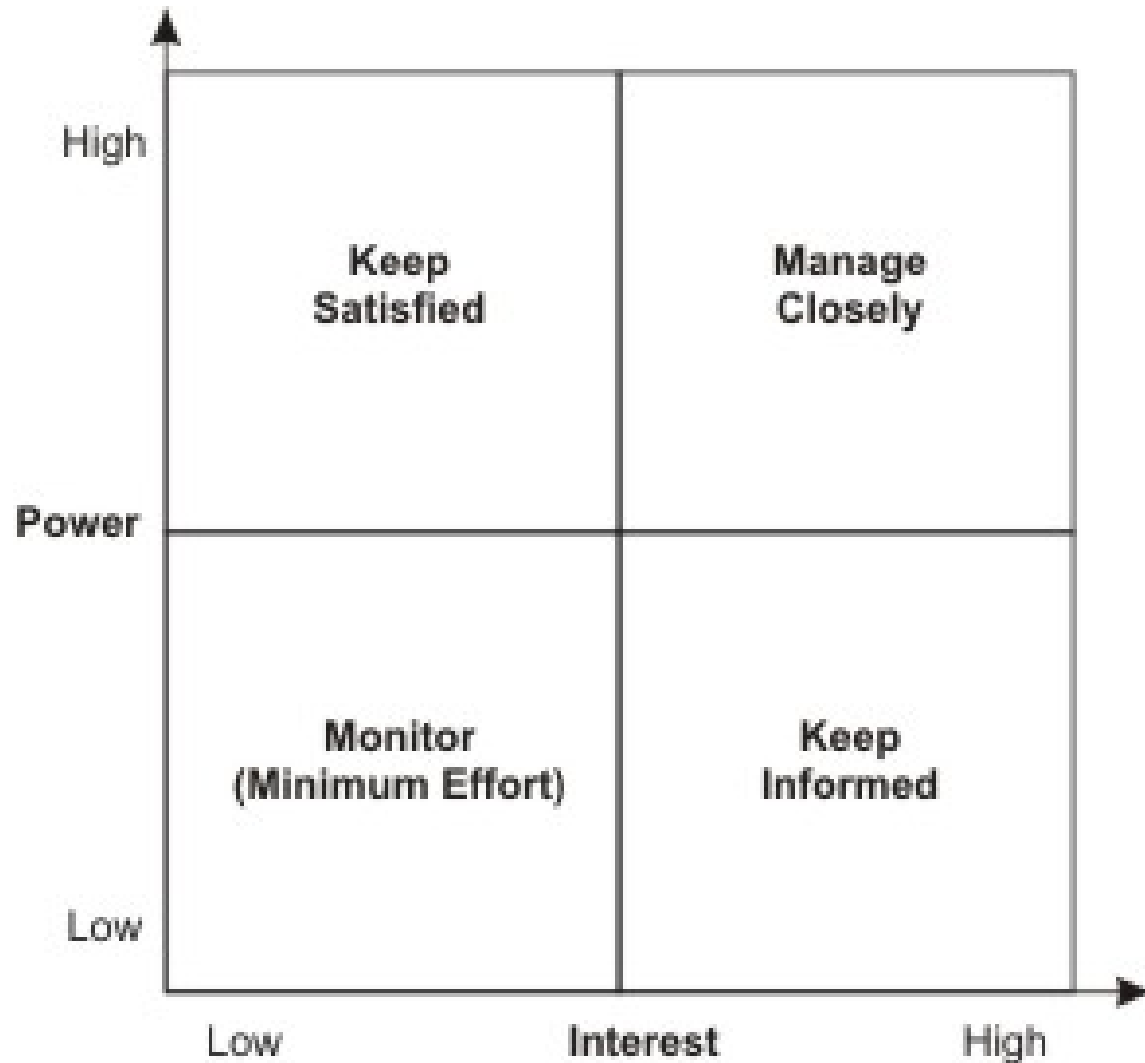 High
Keep
Satisfied
Manage
Closely
Power
Monitor
(Minimum Effort)
Keep
Informed
Low
Low
Interest
High